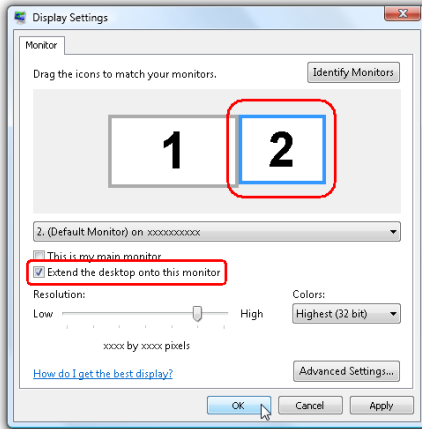 Display Settings
Monitor
Drag the icons to match your monitors.
Identify Monitors
1
2
2. (Default Monitor) on xxxxxxxxxx
This is my main monitor
Extend the desktop onto this monitor
Resolution:
Colors:
Low
High
Highest (32 bit)
xxxx by xxxx pixels
How do I get the best display?
Advanced Settings...
OK
Cancel
Apply